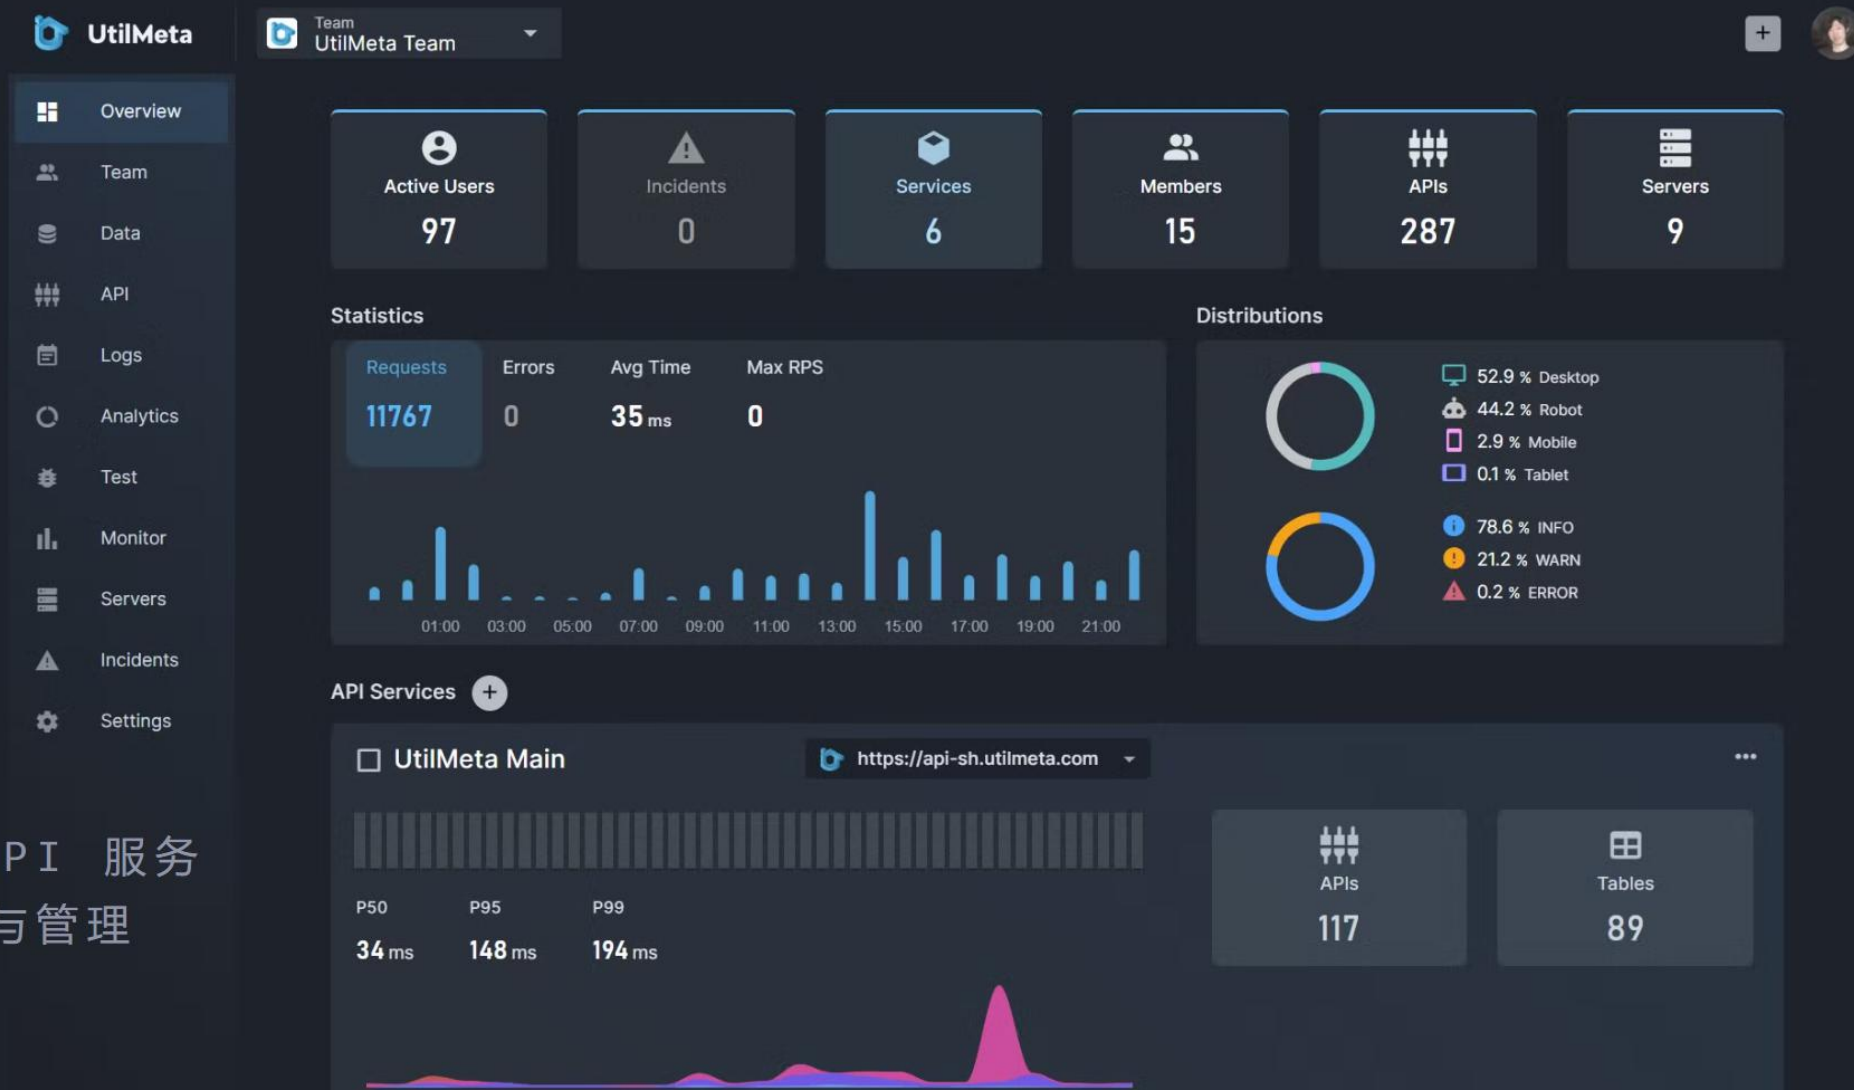 UtilMeta
Team
UtilMeta Team
Overview
Team
Data
API
Logs
Analytics
Test
Monitor
Servers
Incidents
Settings
PI 服务
与管理
Active Users
97
Incidents
0
Services
6
Members
15
APIs
287
Servers
9
Statistics
Requests
11767
Errors
0
Avg Time
35 ms
Max RPS
0
01:00 03:00 05:00 07:00 09:00 11:00 13:00 15:00 17:00 19:00 21:00
Distributions
52.9 % Desktop
44.2 % Robot
2.9 % Mobile
0.1 % Tablet
78.6 % INFO
21.2 % WARN
0.2 % ERROR
API Services
UtilMeta Main
https://api-sh.utilmeta.com
P50
34 ms
P95
148 ms
P99
194 ms
APIs
117
Tables
89